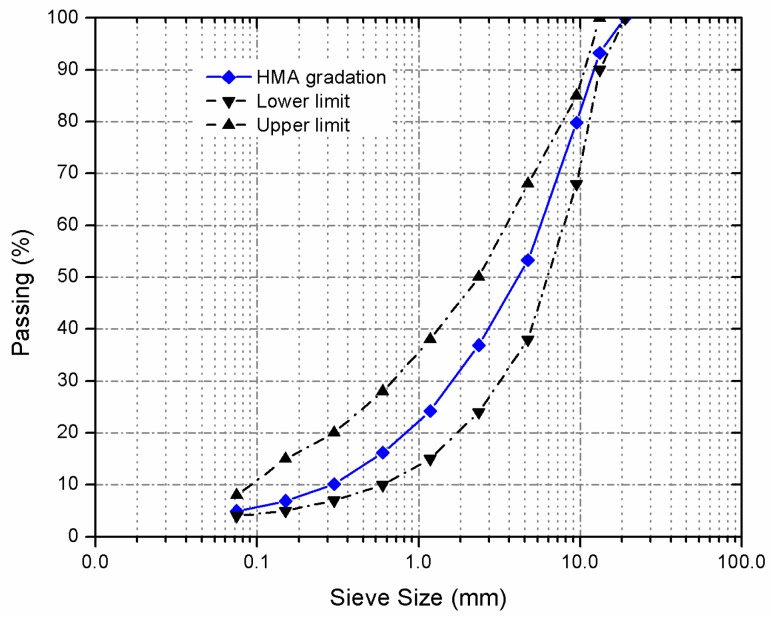 100
90
80
70
60
50
40
30
20
10
0
Passing (%)
HMA gradation
Lower limit
Upper limit
0.0 0.1 1.0 10.0 100.0
Sieve Size (mm)